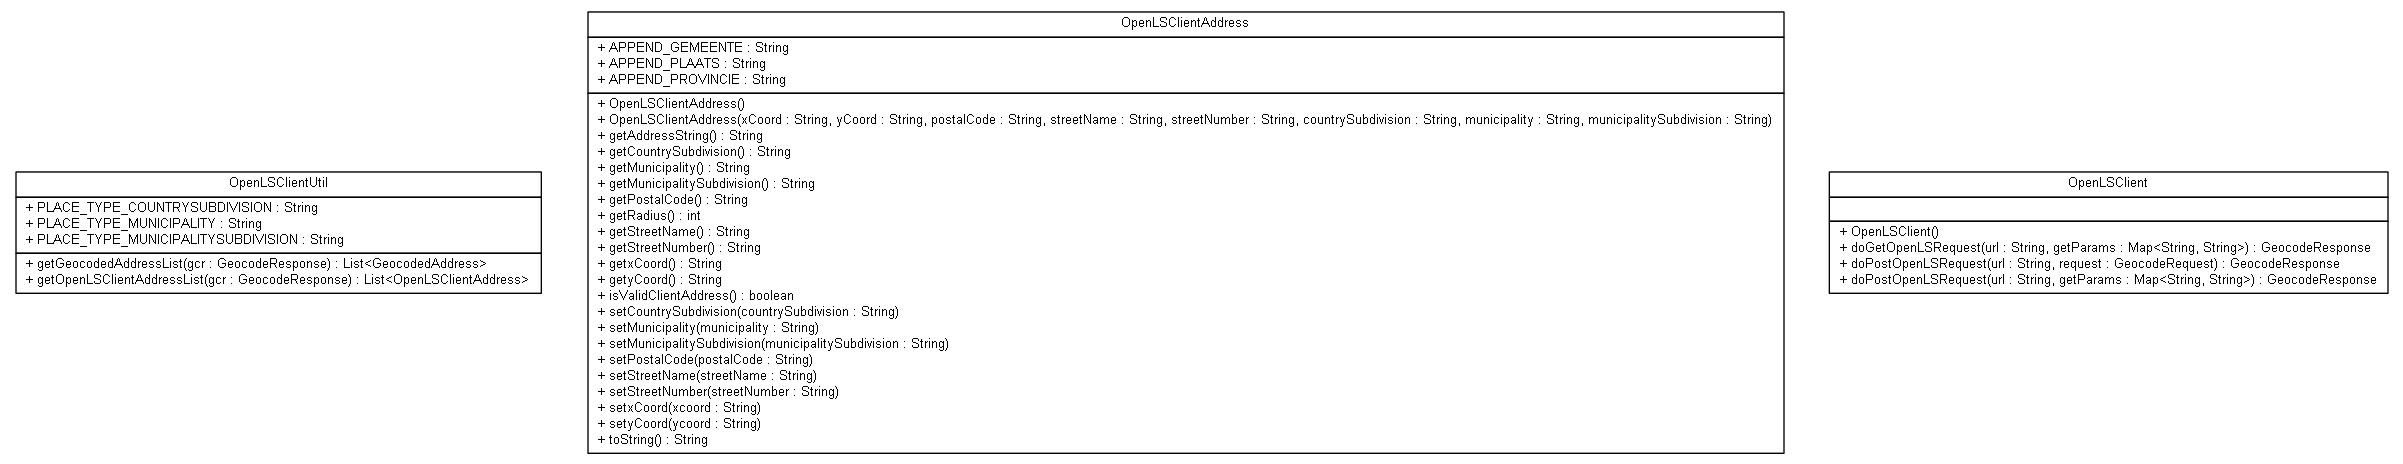 OpenLSClientUtil
+ PLACE_TYPE_COUNTRYSUBDIVISION : String
+ PLACE_TYPE_MUNICIPALITY : String
+ PLACE_TYPE_MUNICIPALITYSUBDIVISION : String
+ getGeocodedAddressList(gcr : GeocodeResponse) : List<GeocodedAddress>
+ getOpenLSClientAddressList(gcr : GeocodeResponse) : List<OpenLSClientAddress>
OpenLSClientAddress
+ APPEND_GEMEENTE : String
+ APPEND_PLAATS : String
+ APPEND_PROVINCIE : String
+ OpenLSClientAddress()
+ OpenLSClientAddress(xCoord : String, yCoord : String, postalCode : String, streetName : String, streetNumber : String, countrySubdivision : String, municipality : String, municipalitySubdivision : String)
+ getAddressString() : String
+ getCountrySubdivision() : String
+ getMunicipality() : String
+ getMunicipalitySubdivision() : String
+ getPostalCode() : String
+ getRadius() : int
+ getStreetName() : String
+ getStreetNumber() : String
+ getxCoord() : String
+ getyCoord() : String
+ isValidClientAddress() : boolean
+ setCountrySubdivision(countrySubdivision : String)
+ setMunicipality(municipality : String)
+ setMunicipalitySubdivision(municipalitySubdivision : String)
+ setPostalCode(postalCode : String)
+ setStreetName(streetName : String)
+ setStreetNumber(streetNumber : String)
+ setxCoord(xcoord : String)
+ setyCoord(ycoord : String)
+ toString() : String
OpenLSClient
+ OpenLSClient()
+ doGetOpenLSRequest(url : String, getParams : Map<String, String>) : GeocodeResponse
+ doPostOpenLSRequest(url : String, request : GeocodeRequest) : GeocodeResponse
+ doPostOpenLSRequest(url : String, getParams : Map<String, String>) : GeocodeResponse